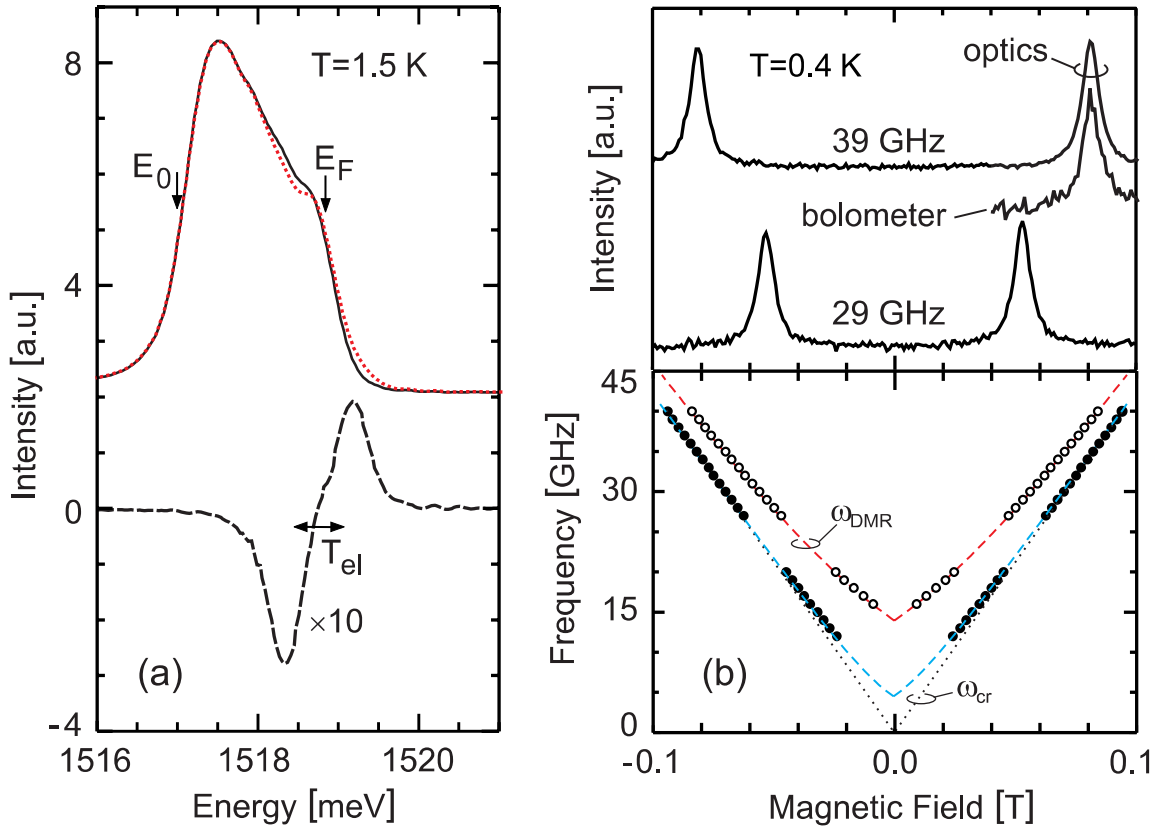 8
4
0
-4
Intensity [a.u.]
T=1.5 K
E0
EF
Tel
×10
(a)
1516
1518
1520
Energy [meV]
Intensity [a.u.]
T=0.4 K
optics
39 GHz
bolometer
29 GHz
45
30
15
0
Frequency [GHz]
ωDMR
ωcr
(b)
-0.1
0.0
0.1
Magnetic Field [T]